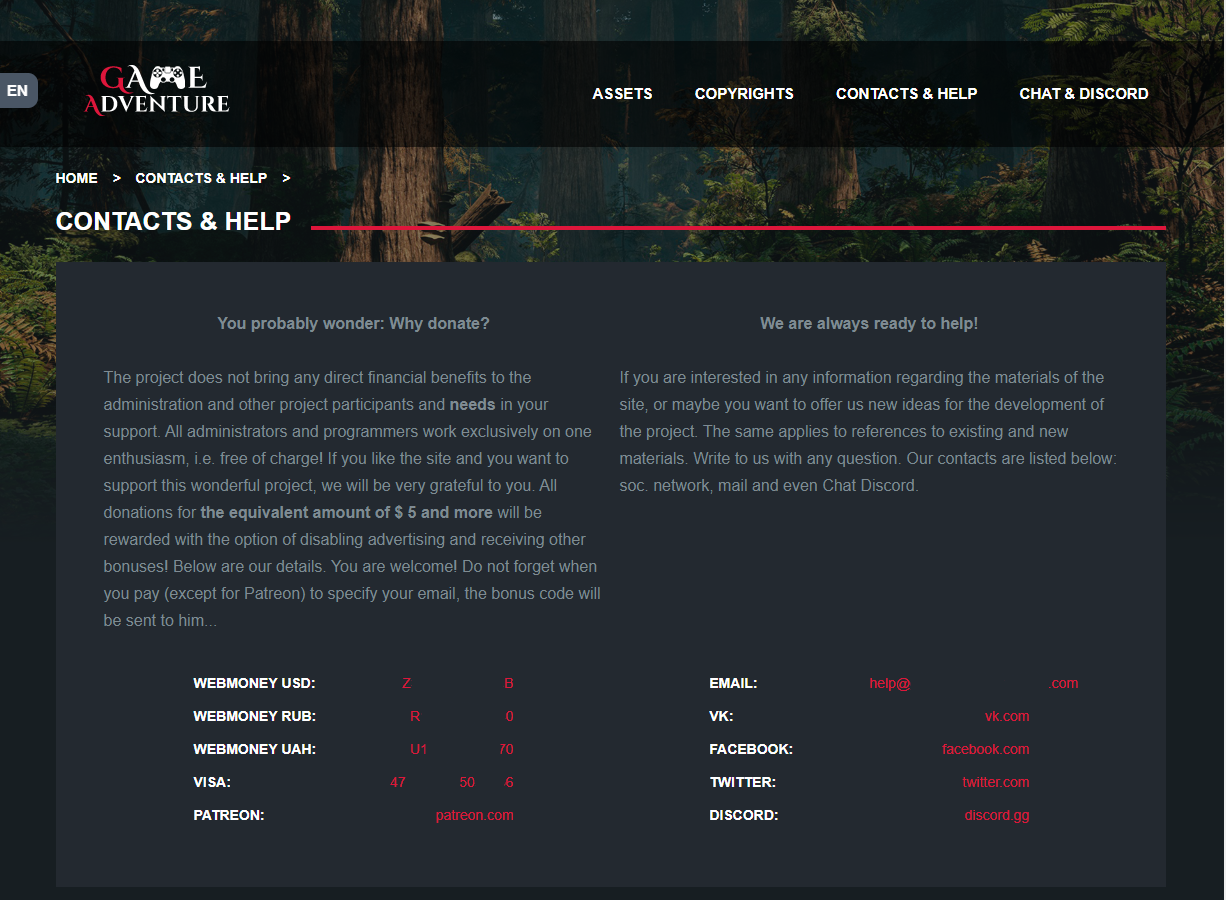 EN
GAME
ADVENTURE
ASSETS COPYRIGHTS CONTACTS & HELP CHAT & DISCORD
HOME > CONTACTS & HELP >
CONTACTS & HELP
You probably wonder: Why donate?
The project does not bring any direct financial benefits to the
administration and other project participants and needs in your
support. All administrators and programmers work exclusively on one
enthusiasm, i.e. free of charge! If you like the site and you want to
support this wonderful project, we will be very grateful to you. All
donations for the equivalent amount of $ 5 and more will be
rewarded with the option of disabling advertising and receiving other
bonuses! Below are our details. You are welcome! Do not forget when
you pay (except for Patreon) to specify your email, the bonus code will
be sent to him...
WEBMONEY USD: Z B
WEBMONEY RUB: R 0
WEBMONEY UAH: U1 70
VISA: 47 50 6
PATREON: patreon.com
We are always ready to help!
If you are interested in any information regarding the materials of the
site, or maybe you want to offer us new ideas for the development of
the project. The same applies to references to existing and new
materials. Write to us with any question. Our contacts are listed below:
soc. network, mail and even Chat Discord.
EMAIL: help@ .com
VK: vk.com
FACEBOOK: facebook.com
TWITTER: twitter.com
DISCORD: discord.gg